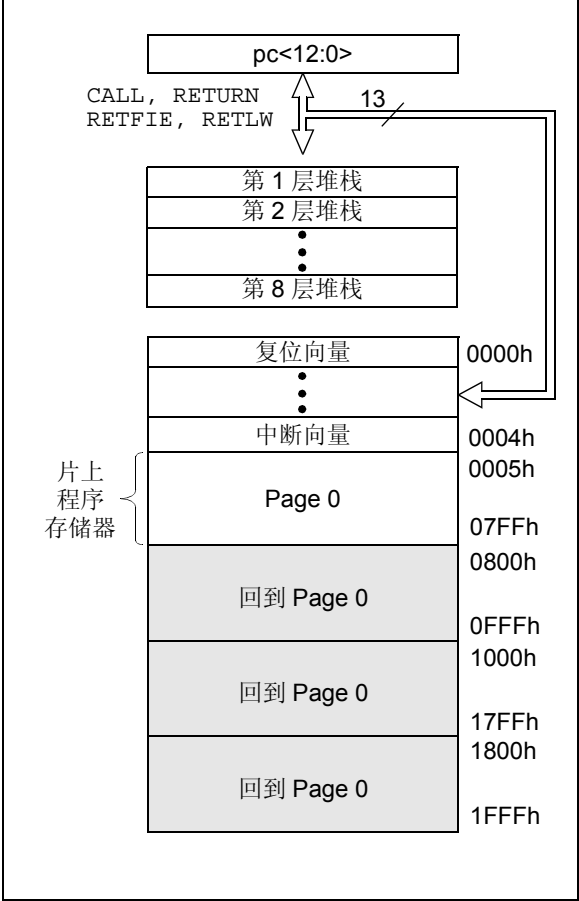 pc<12:0>
CALL, RETURN
RETFIE, RETLW
13
第 1 层堆栈
第 2 层堆栈
第 8 层堆栈
复位向量
0000h
中断向量
0004h
片上
程序
存储器
0005h
Page 0
07FFh
0800h
回到 Page 0
0FFFh
1000h
回到 Page 0
17FFh
1800h
回到 Page 0
1FFFh